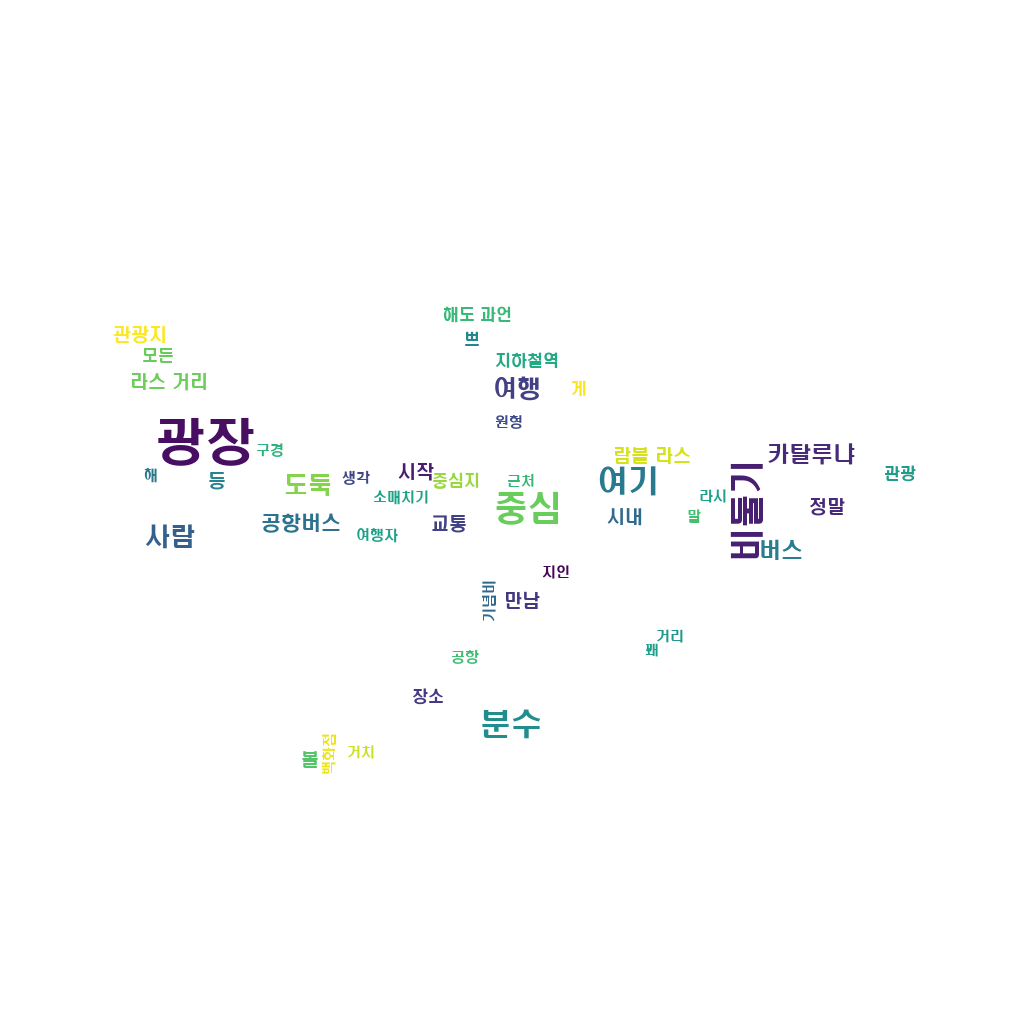 해도 과언
관광지
쁘
모든
지하철역
라스 거리
여행
게
원형
광장
구경
람블 라스
카탈루냐
해
등
도둑
생각
시작
중심지
근처
여기
관광
소매치기
중심
라시
비둘기
정말
사람
공항버스
여행자
교통
시내
말
버스
지인
기념비
만남
거리
꽤
공항
장소
분수
볼
백화점
거치